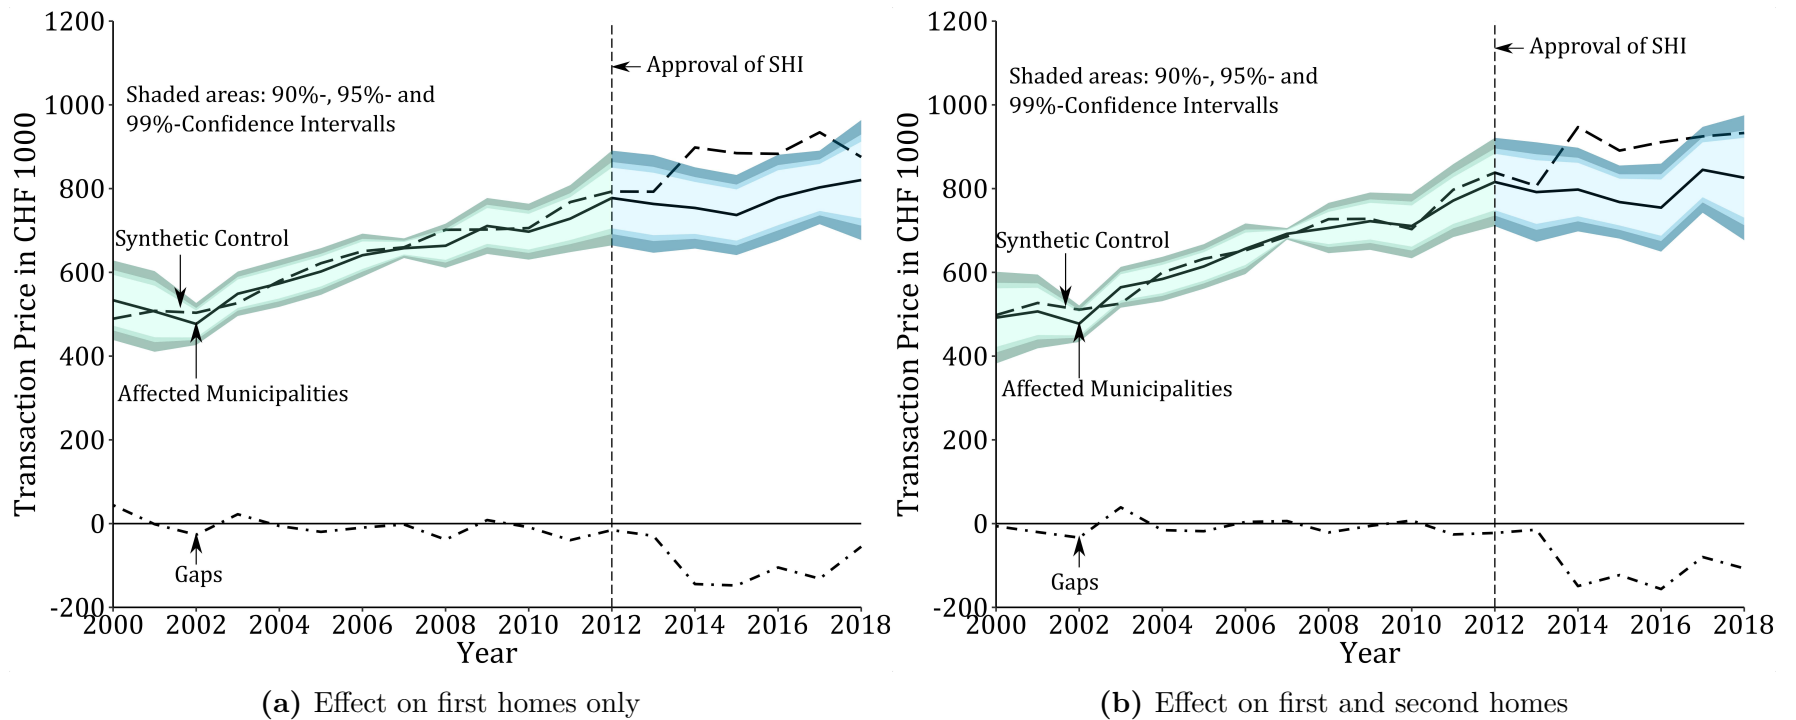 1200
1000
800
600
400
200
0
-200
Transaction Price in CHF 1000
Shaded areas: 90%-, 95%- and
99%-Confidence Intervalls
Approval of SHI
Synthetic Control
Affected Municipalities
Gaps
2000 2002 2004 2006 2008 2010 2012 2014 2016 2018
Year
(a) Effect on first homes only
1200
1000
800
600
400
200
0
-200
Transaction Price in CHF 1000
Approval of SHI
Shaded areas: 90%-, 95%- and
99%-Confidence Intervalls
Synthetic Control
Affected Municipalities
Gaps
2000 2002 2004 2006 2008 2010 2012 2014 2016 2018
Year
(b) Effect on first and second homes